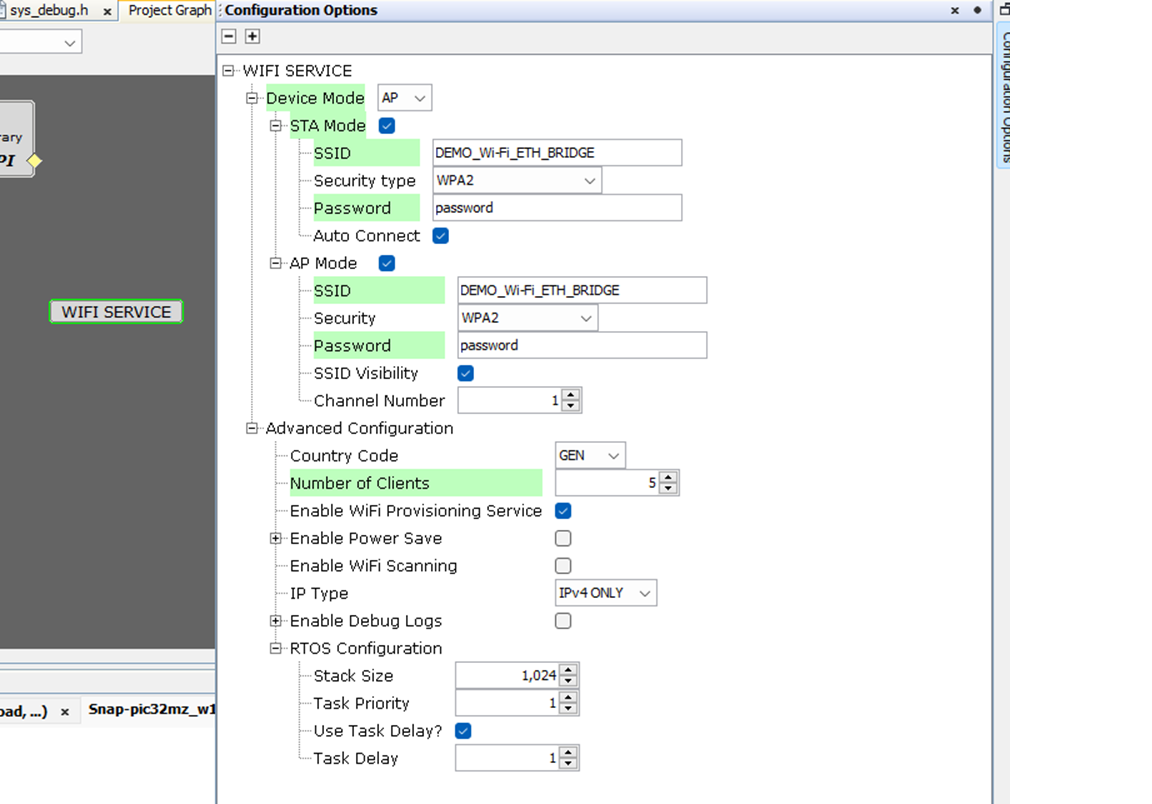 sys_debug.h x Project Graph
Configuration Options
WIFI SERVICE
Device Mode AP
STA Mode
SSID DEMO_Wi-Fi_ETH_BRIDGE
Security type WPA2
Password password
Auto Connect
AP Mode
SSID DEMO_Wi-Fi_ETH_BRIDGE
Security WPA2
Password password
SSID Visibility
Channel Number 1
Advanced Configuration
Country Code GEN
Number of Clients 5
Enable WiFi Provisioning Service
Enable Power Save
Enable WiFi Scanning
IP Type IPv4 ONLY
Enable Debug Logs
RTOS Configuration
Stack Size 1,024
Task Priority 1
Use Task Delay?
Task Delay 1
rary
PI
WIFI SERVICE
oad, ...) x Snap-pic32mz_w1
Configuration Options